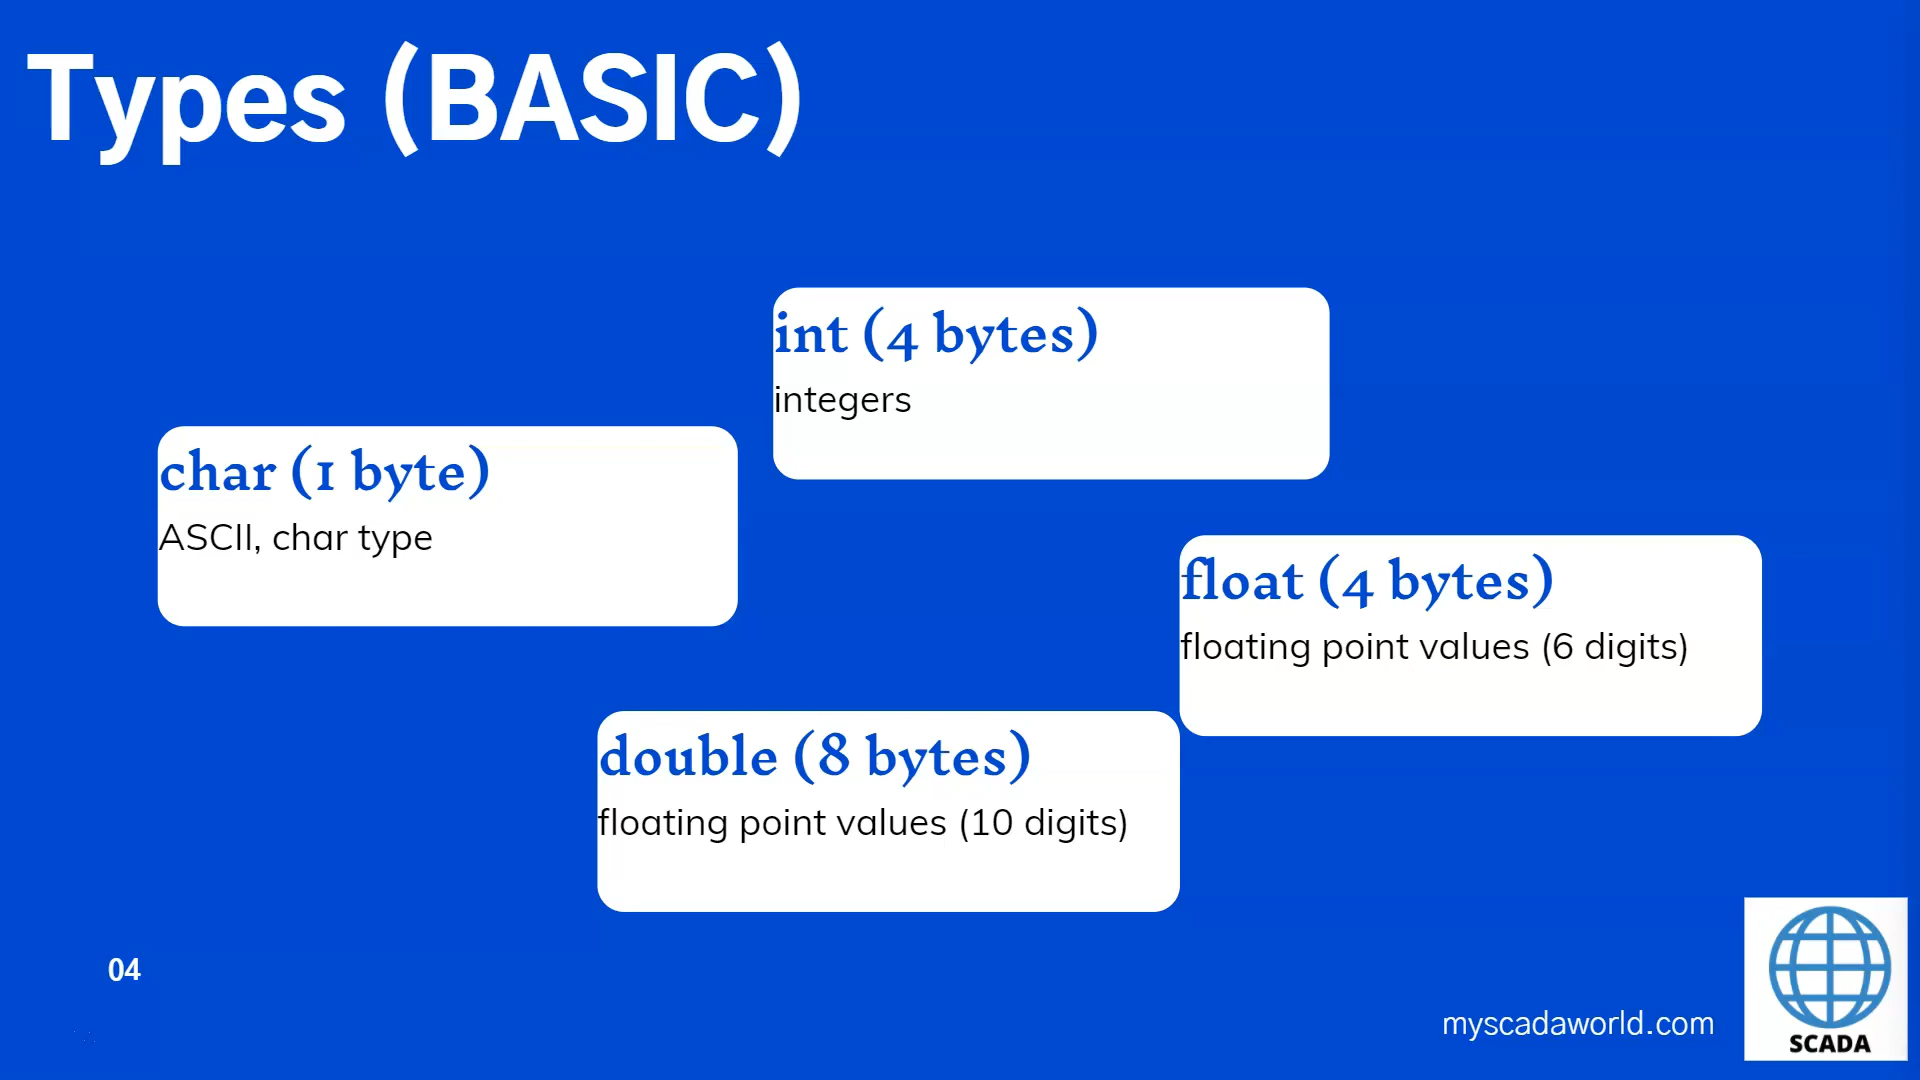 Types (BASIC)
int (4 bytes)
integers
char (1 byte)
ASCII, char type
float (4 bytes)
floating point values (6 digits)
double (8 bytes)
floating point values (10 digits)
04
myscadaworld.com
SCADA